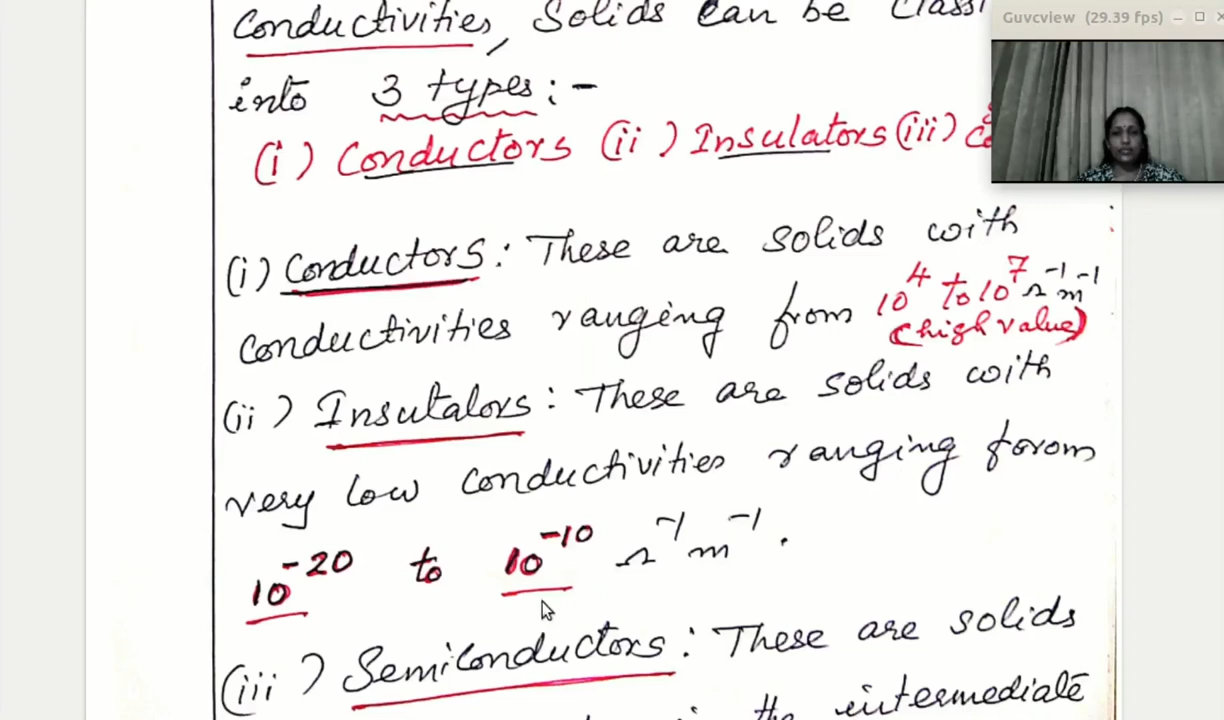 Guvcview (29.39 fps)
Conductivities, Solids can be
into 3 types:-
(i) Conductors (ii) Insulators (iii)
(i) Conductors: These are solids with
conductivities ranging from 10⁴ to 10⁷ Ω⁻¹m⁻¹
(high value)
(ii) Insutalors: These are solids with
very low conductivities ranging forom
10⁻²⁰ to 10⁻¹⁰ Ω⁻¹m⁻¹.
(iii) Semiconductors: These are solids
the intermediate